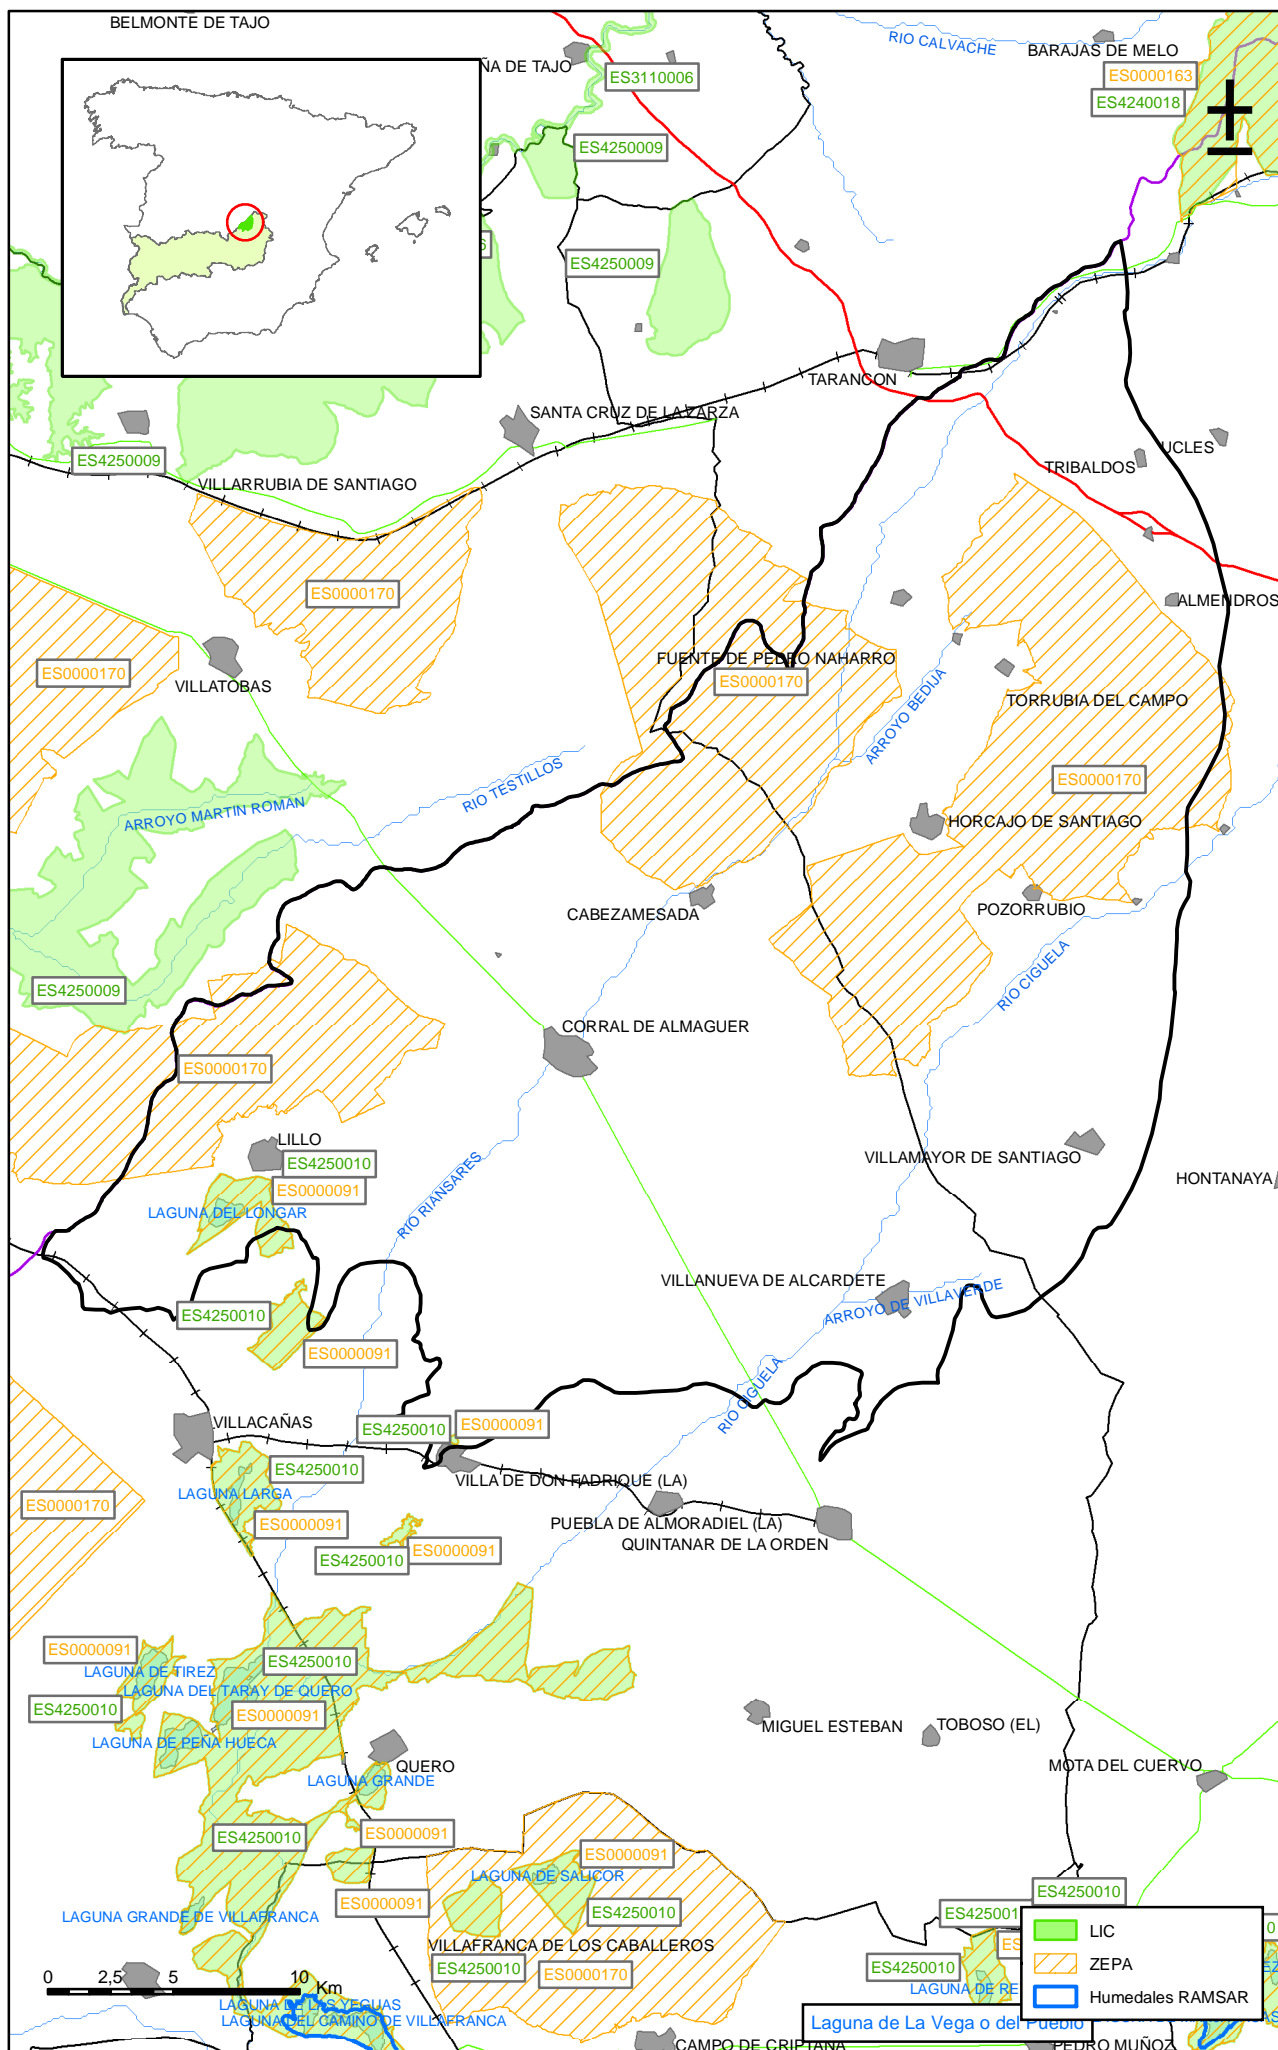 BELMONTE DE TAJO
RIO CALVACHE
BARAJAS DE MELO
ÑA DE TAJO
ES3110006
ES0000163
ES4240018
ES4250009
ES4250009
TARANCON
SANTA CRUZ DE LA ZARZA
UCLES
TRIBALDOS
ES4250009
VILLARRUBIA DE SANTIAGO
ES0000170
ALMENDROS
FUENTE DE PEDRO NAHARRO
ES0000170
ES0000170
VILLATOBAS
ARROYO BEDIJA
TORRUBIA DEL CAMPO
ES0000170
RIO TESTILLOS
ARROYO MARTIN ROMAN
HORCAJO DE SANTIAGO
CABEZAMESADA
POZORRUBIO
RIO CIGUELA
ES4250009
CORRAL DE ALMAGUER
ES0000170
LILLO
ES4250010
ES0000091
VILLAMAYOR DE SANTIAGO
HONTANAYA
LAGUNA DEL LONGAR
RIO RIANSARES
VILLANUEVA DE ALCARDETE
ARROYO DE VILLAVERDE
ES4250010
ES0000091
RIO CIGUELA
VILLACAÑAS
ES4250010
ES0000091
ES4250010
VILLA DE DON FADRIQUE (LA)
LAGUNA LARGA
ES0000170
ES0000091
PUEBLA DE ALMORADIEL (LA)
QUINTANAR DE LA ORDEN
ES0000091
ES4250010
ES0000091
ES4250010
LAGUNA DE TIREZ
LAGUNA DEL TARAY DE QUERO
ES4250010
ES0000091
MIGUEL ESTEBAN
TOBOSO (EL)
LAGUNA DE PEÑA HUECA
QUERO
MOTA DEL CUERVO
LAGUNA GRANDE
ES4250010
ES0000091
ES0000091
LAGUNA DE SALICOR
ES4250010
ES0000091
ES4250010
ES425001
LAGUNA GRANDE DE VILLAFRANCA
VILLAFRANCA DE LOS CABALLEROS
ES4250010
ES0000170
ES4250010
ES
LAGUNA DE RE
LIC
ZEPA
Humedales RAMSAR
0 2,5 5 10
Km
LAGUNA DE LAS YEGUAS
LAGUNA DEL CAMINO DE VILLAFRANCA
Laguna de La Vega o del Pueblo
CAMPO DE CRIPTANA
PEDRO MUÑOZ